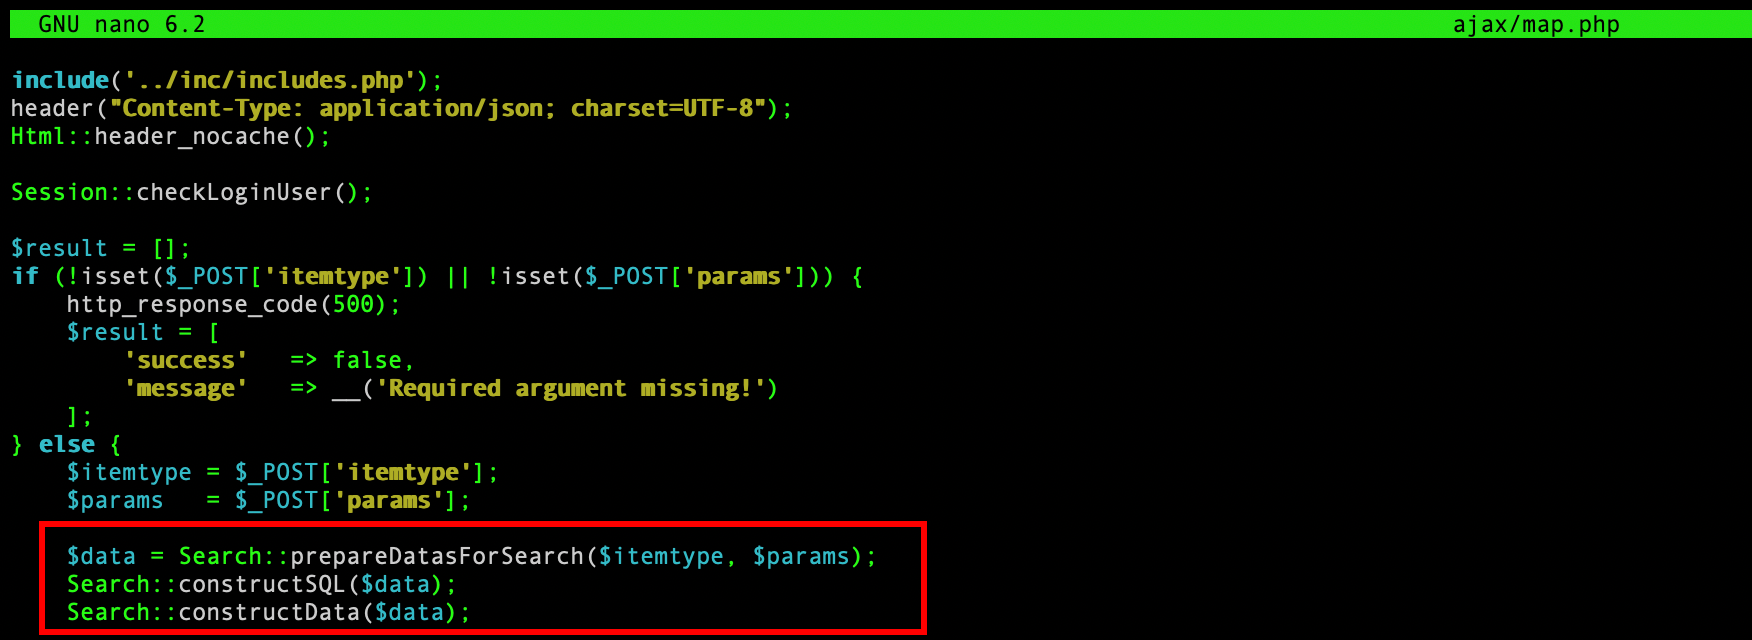 GNU nano 6.2 ajax/map.php
include('../inc/includes.php');
header("Content-Type: application/json; charset=UTF-8");
Html::header_nocache();
Session::checkLoginUser();
$result = [];
if (!isset($_POST['itemtype']) || !isset($_POST['params'])) {
    http_response_code(500);
    $result = [
        'success'   => false,
        'message'   => __('Required argument missing!')
    ];
} else {
    $itemtype = $_POST['itemtype'];
    $params   = $_POST['params'];
    $data = Search::prepareDatasForSearch($itemtype, $params);
    Search::constructSQL($data);
    Search::constructData($data);